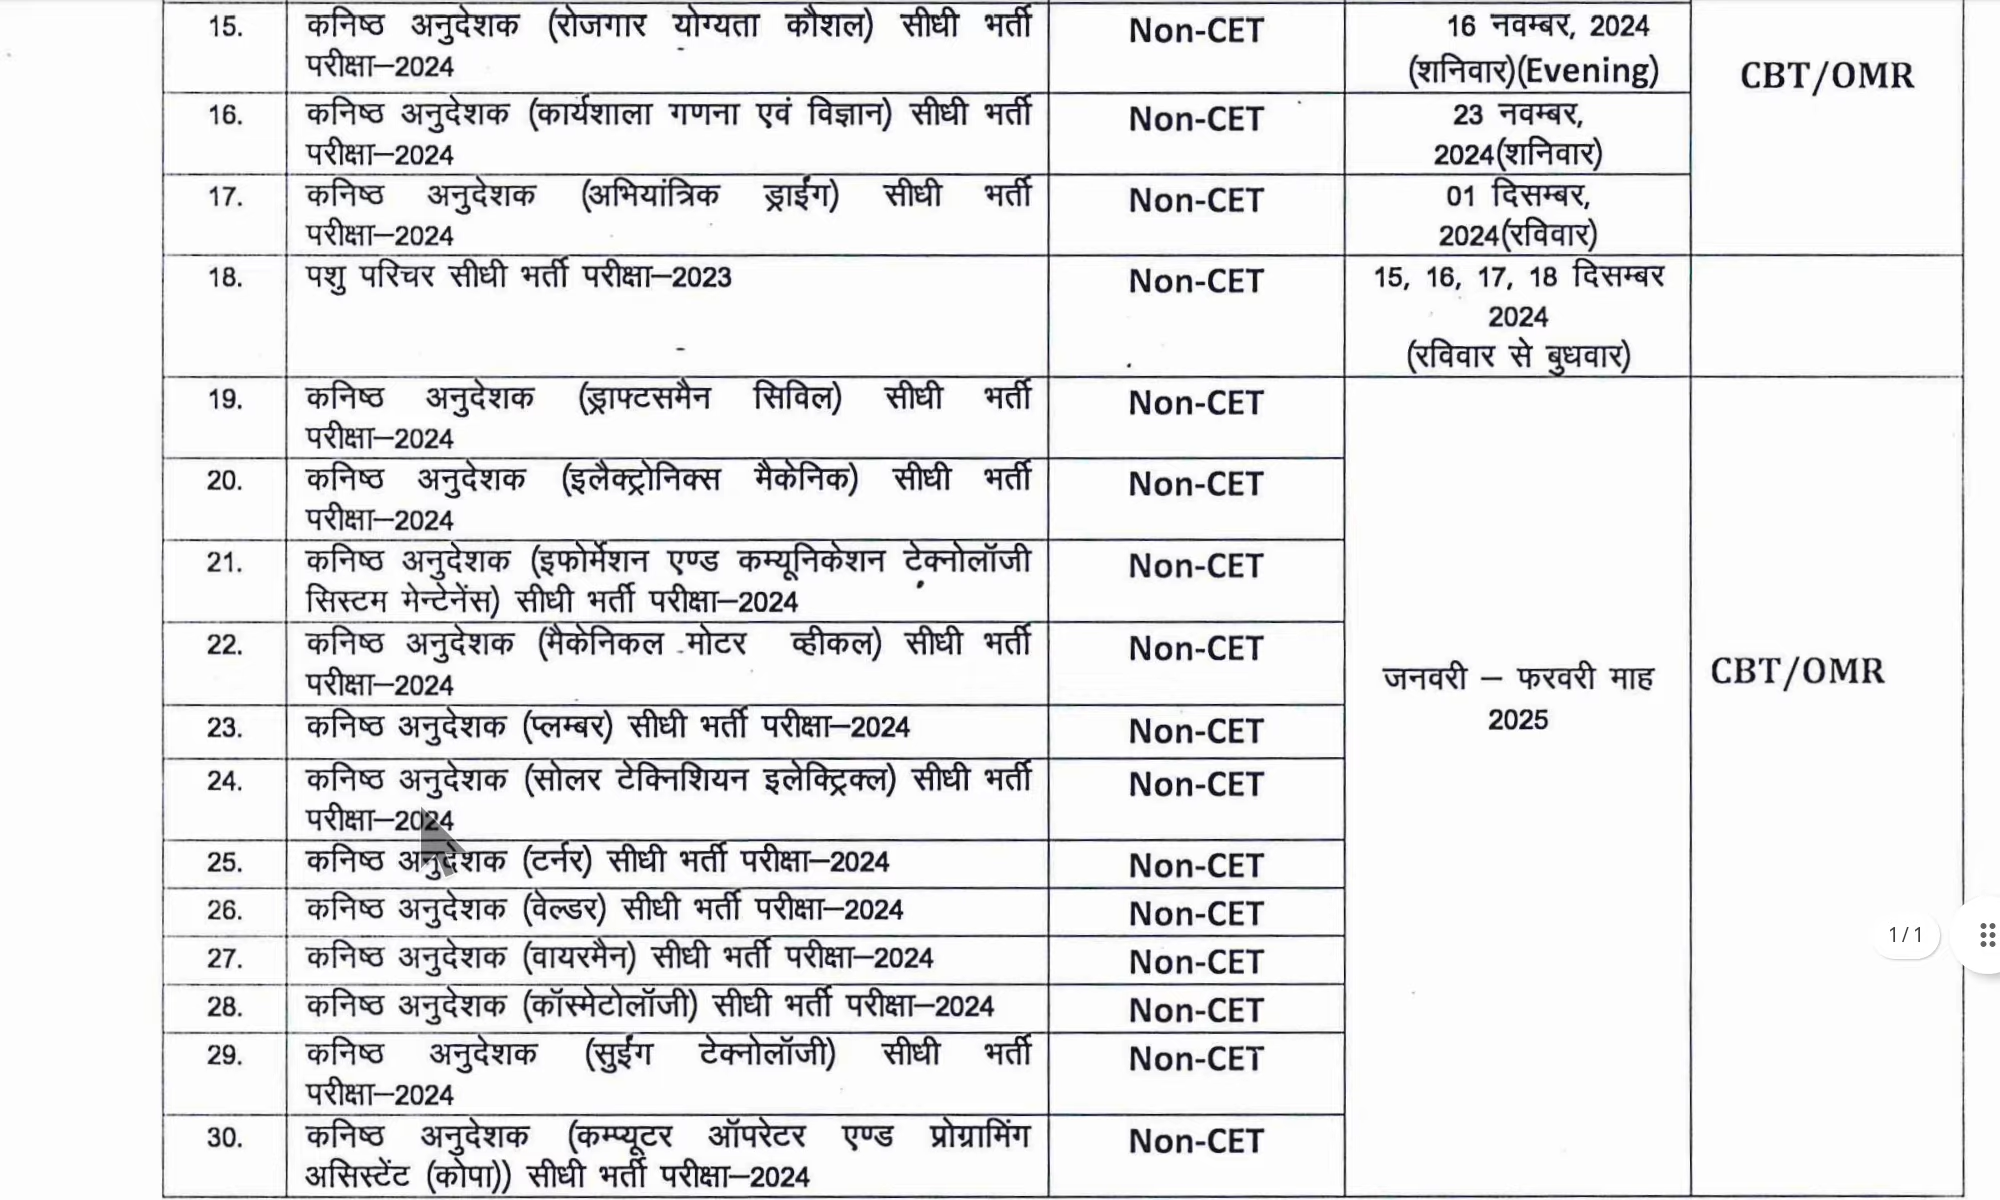 15. कनिष्ठ अनुदेशक (रोजगार योग्यता कौशल) सीधी भर्ती Non-CET 16 नवम्बर, 2024
परीक्षा–2024 (शनिवार)(Evening) CBT/OMR
16. कनिष्ठ अनुदेशक (कार्यशाला गणना एवं विज्ञान) सीधी भर्ती Non-CET 23 नवम्बर,
परीक्षा–2024 2024(शनिवार)
17. कनिष्ठ अनुदेशक (अभियांत्रिक ड्राईंग) सीधी भर्ती Non-CET 01 दिसम्बर,
परीक्षा–2024 2024(रविवार)
18. पशु परिचर सीधी भर्ती परीक्षा–2023 Non-CET 15, 16, 17, 18 दिसम्बर
2024
(रविवार से बुधवार)
19. कनिष्ठ अनुदेशक (ड्राफ्टसमैन सिविल) सीधी भर्ती Non-CET
परीक्षा–2024
20. कनिष्ठ अनुदेशक (इलैक्ट्रोनिक्स मैकेनिक) सीधी भर्ती Non-CET
परीक्षा–2024
21. कनिष्ठ अनुदेशक (इफोर्मेशन एण्ड कम्यूनिकेशन टेक्नोलॉजी Non-CET
सिस्टम मेन्टेनेंस) सीधी भर्ती परीक्षा–2024
22. कनिष्ठ अनुदेशक (मैकेनिकल मोटर व्हीकल) सीधी भर्ती Non-CET
परीक्षा–2024 जनवरी – फरवरी माह CBT/OMR
23. कनिष्ठ अनुदेशक (प्लम्बर) सीधी भर्ती परीक्षा–2024 Non-CET 2025
24. कनिष्ठ अनुदेशक (सोलर टेक्निशियन इलेक्ट्रिक्ल) सीधी भर्ती Non-CET
परीक्षा–2024
25. कनिष्ठ अनुदेशक (टर्नर) सीधी भर्ती परीक्षा–2024 Non-CET
26. कनिष्ठ अनुदेशक (वेल्डर) सीधी भर्ती परीक्षा–2024 Non-CET
1/1
27. कनिष्ठ अनुदेशक (वायरमैन) सीधी भर्ती परीक्षा–2024 Non-CET
28. कनिष्ठ अनुदेशक (कॉस्मेटोलॉजी) सीधी भर्ती परीक्षा–2024 Non-CET
29. कनिष्ठ अनुदेशक (सुईंग टेक्नोलॉजी) सीधी भर्ती Non-CET
परीक्षा–2024
30. कनिष्ठ अनुदेशक (कम्प्यूटर ऑपरेटर एण्ड प्रोग्रामिंग Non-CET
असिस्टेंट (कोपा)) सीधी भर्ती परीक्षा–2024